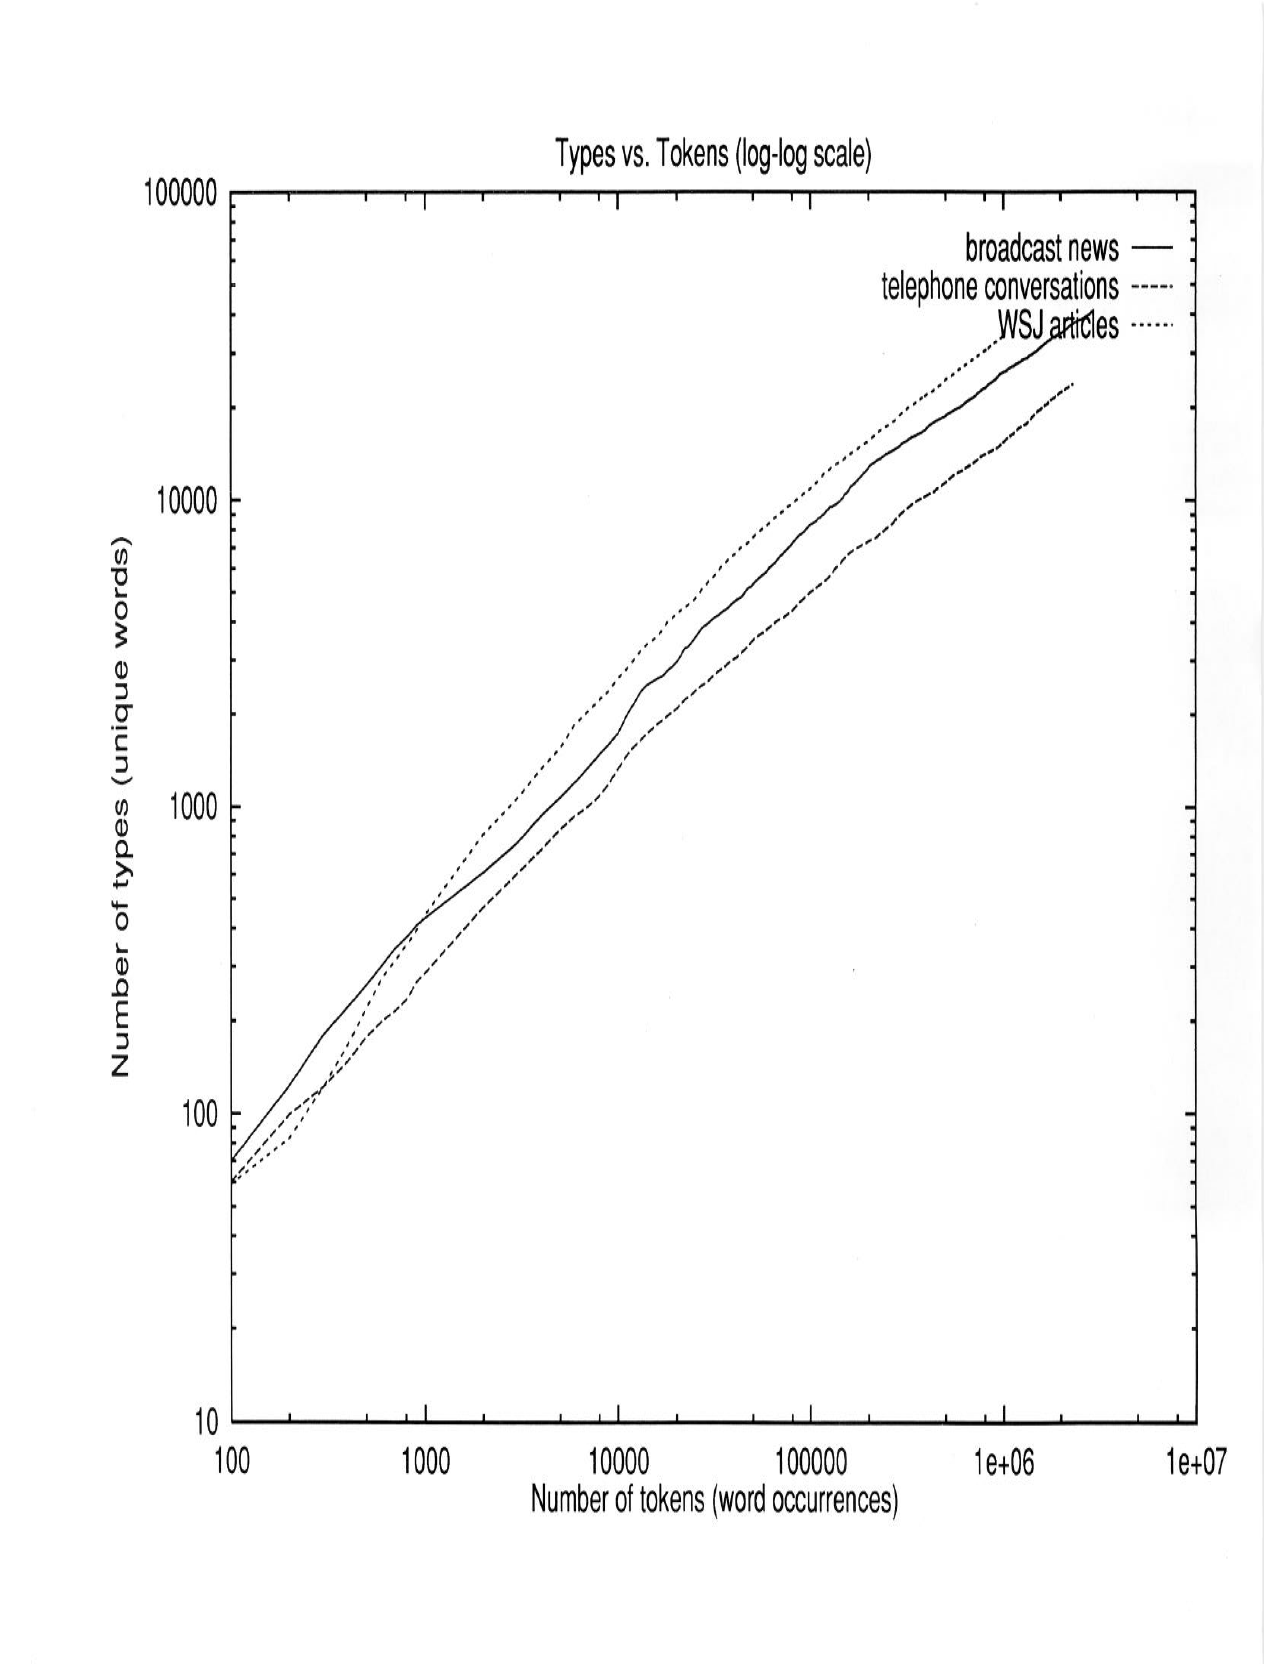 Types vs. Tokens (log-log scale)
100000
broadcast news
telephone conversations
WSJ articles
10000
1000
100
10
Number of types (unique words)
100 1000 10000 100000 1e+06 1e+07
Number of tokens (word occurrences)